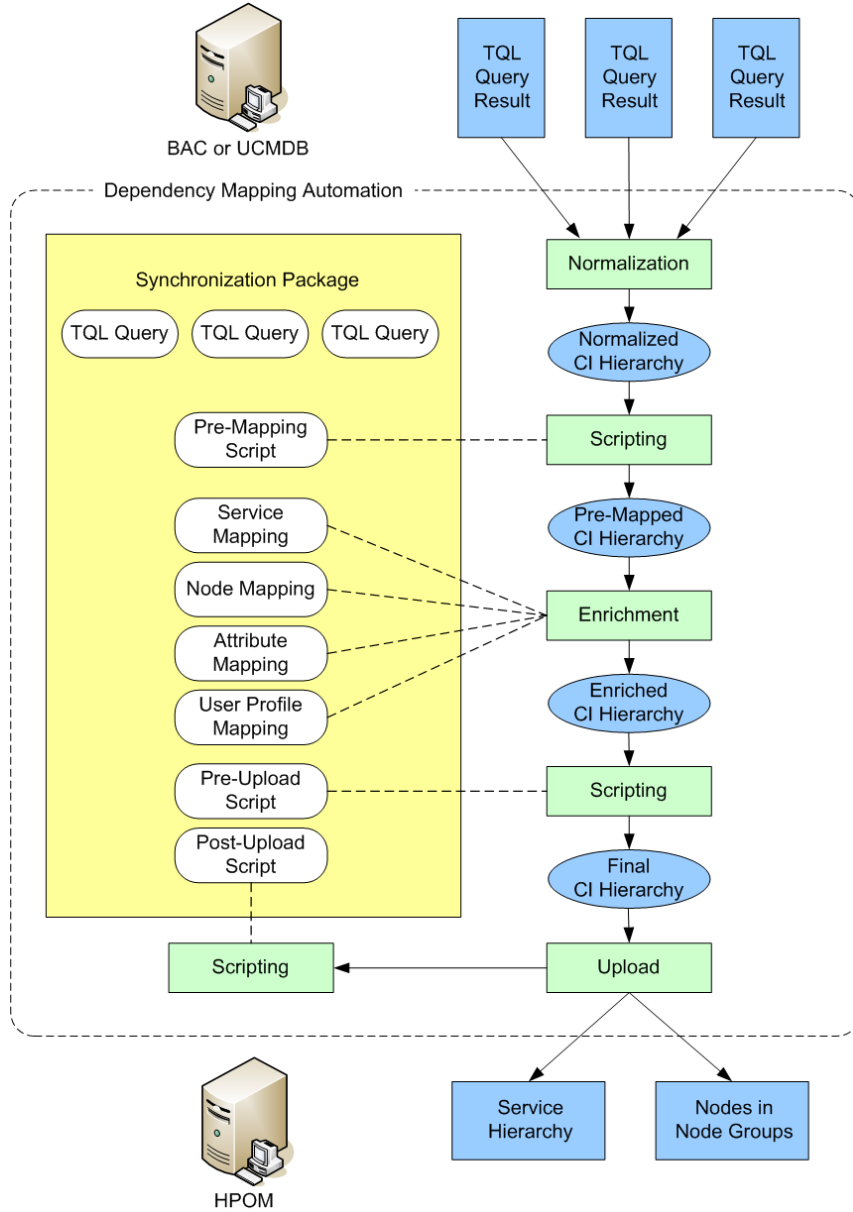 TQL
Query
Result
TQL
Query
Result
TQL
Query
Result
BAC or UCMDB
Dependency Mapping Automation
Synchronization Package
TQL Query
TQL Query
TQL Query
Normalization
Normalized
CI Hierarchy
Pre-Mapping
Script
Scripting
Pre-Mapped
CI Hierarchy
Service
Mapping
Node Mapping
Attribute
Mapping
User Profile
Mapping
Enrichment
Enriched
CI Hierarchy
Pre-Upload
Script
Scripting
Post-Upload
Script
Final
CI Hierarchy
Scripting
Upload
Service
Hierarchy
Nodes in
Node Groups
HPOM